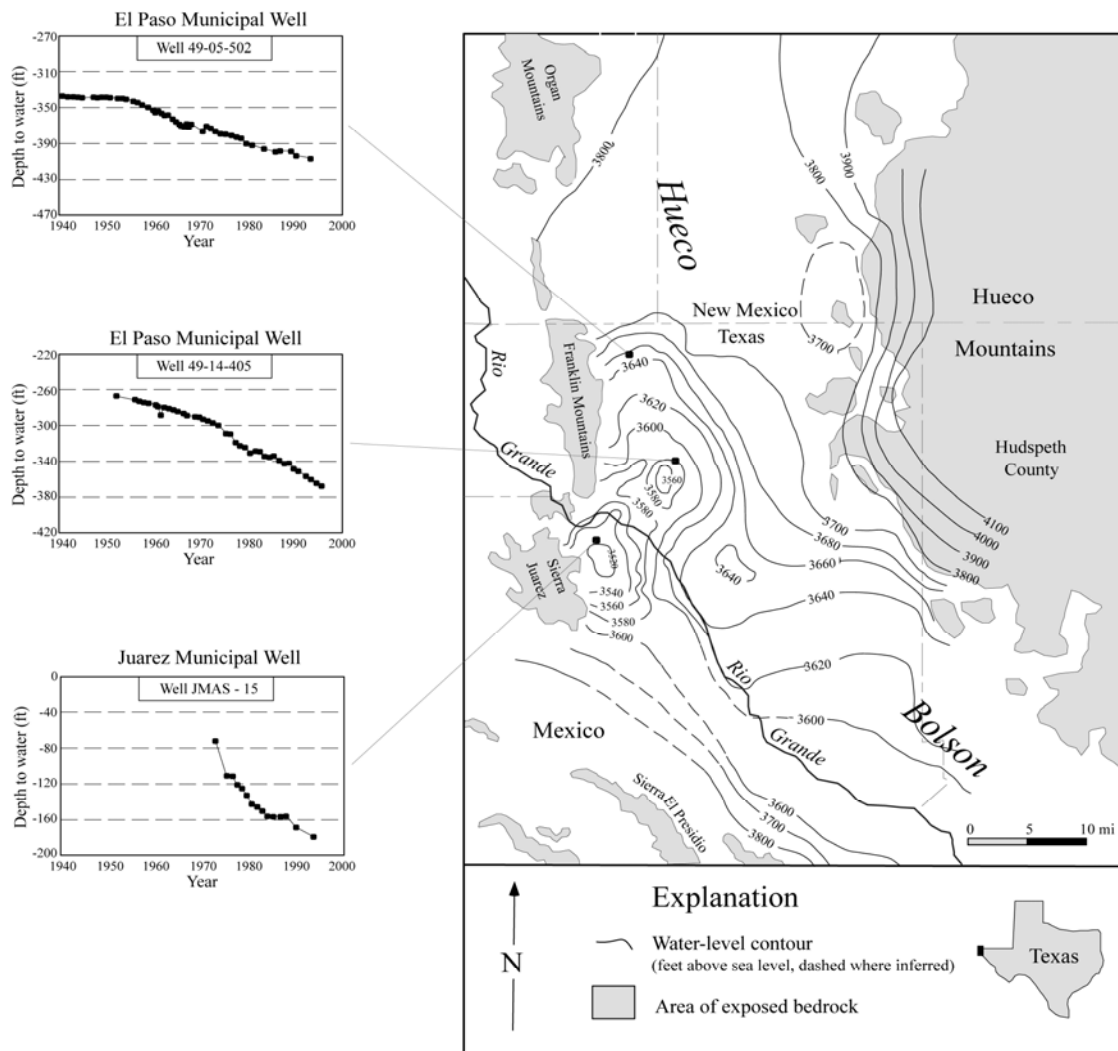 El Paso Municipal Well
Well 49-05-502
Depth to water (ft)
-270
-310
-350
-390
-430
-470
1940 1950 1960 1970 1980 1990 2000
Year
El Paso Municipal Well
Well 49-14-405
Depth to water (ft)
-220
-260
-300
-340
-380
-420
1940 1950 1960 1970 1980 1990 2000
Year
Juarez Municipal Well
Well JMAS - 15
Depth to water (ft)
0
-40
-80
-120
-160
-200
1940 1950 1960 1970 1980 1990 2000
Year
Organ
Mountains
3800
Hueco
3800
3900
New Mexico
Texas
3700
Hueco
Mountains
Hudspeth
County
Rio
Grande
Franklin Mountains
3640
3620
3600
3560
3580
3580
3520
Sierra
Juarez
3540
3560
3580
3600
3640
3700
3680
3660
3640
4100
4000
3900
3800
3620
3600
Rio
Grande
Bolson
Mexico
Sierra El Presidio
3600
3700
3800
0 5 10 mi
N
Explanation
Water-level contour
(feet above sea level, dashed where inferred)
Area of exposed bedrock
Texas